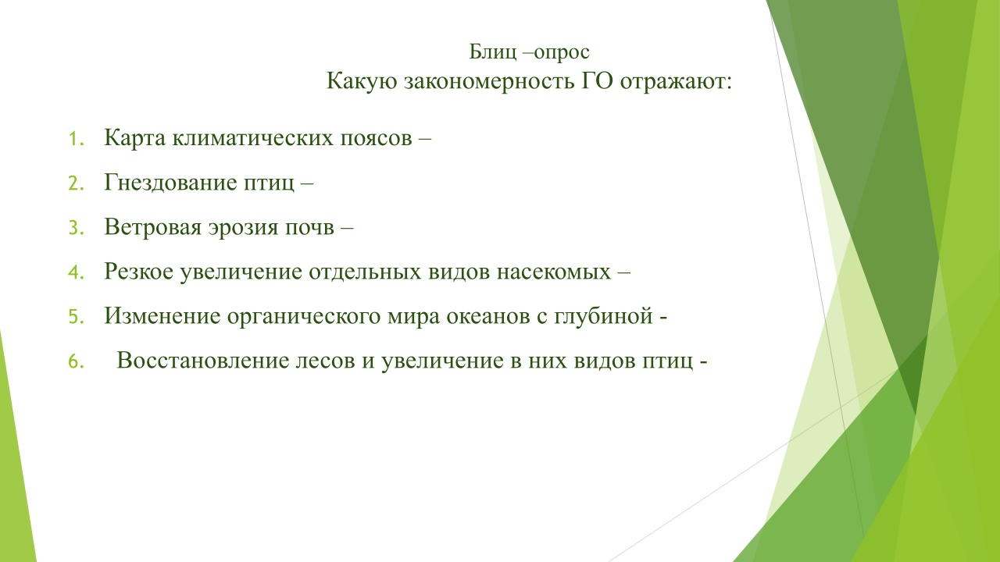 Блиц –опрос
Какую закономерность ГО отражают:
1. Карта климатических поясов –
2. Гнездование птиц –
3. Ветровая эрозия почв –
4. Резкое увеличение отдельных видов насекомых –
5. Изменение органического мира океанов с глубиной -
6. Восстановление лесов и увеличение в них видов птиц -